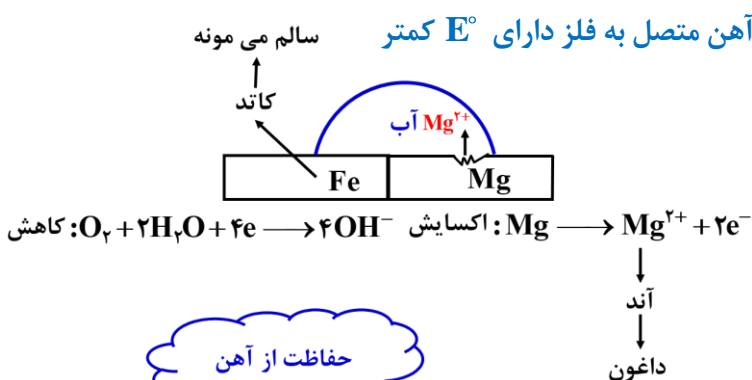 آهن متصل به فلز دارای E° کمتر
سالم می مونه
کاتد
آب Mg²⁺
Fe
Mg
کاهش: O₂ + ۲H₂O + ۴e ⟶ ۴OH⁻
اکسایش: Mg ⟶ Mg²⁺ + ۲e⁻
آند
داغون
حفاظت از آهن